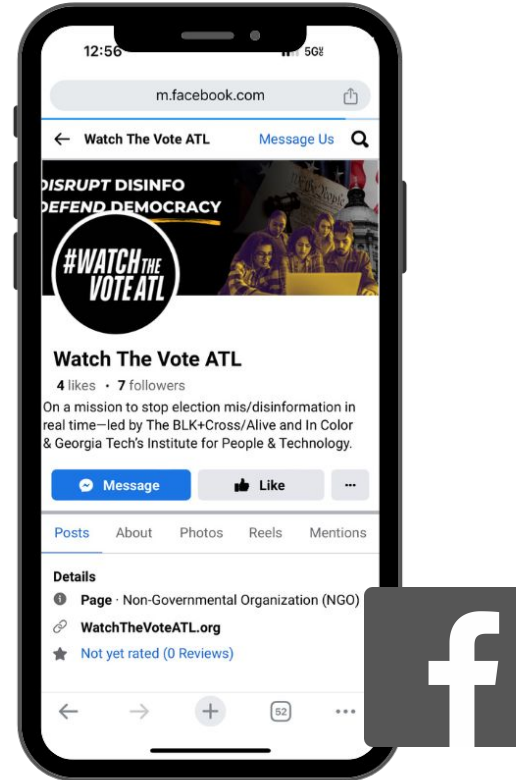 12:56
5G
m.facebook.com
Watch The Vote ATL Message Us
DISRUPT DISINFO
DEFEND DEMOCRACY
We the People
#WATCH THE
VOTE ATL
Watch The Vote ATL
4 likes • 7 followers
On a mission to stop election mis/disinformation in
real time—led by The BLK+Cross/Alive and In Color
& Georgia Tech's Institute for People & Technology.
Message Like ...
Posts About Photos Reels Mentions
Details
Page · Non-Governmental Organization (NGO)
WatchTheVoteATL.org
Not yet rated (0 Reviews)
52
f